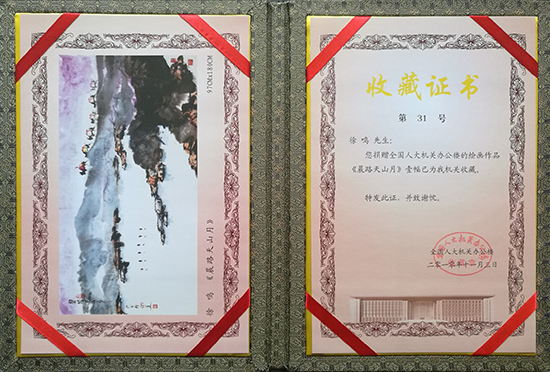 徐 鸣 《晨路天山月》
收藏证书
第 31 号
徐 鸣 先生：
您捐赠全国人大机关办公楼的绘画作品
《晨路天山月》壹幅已为我机关收藏。
特发此证，并致谢忱。
全国人大机关办公楼
二〇一〇年十一月三日